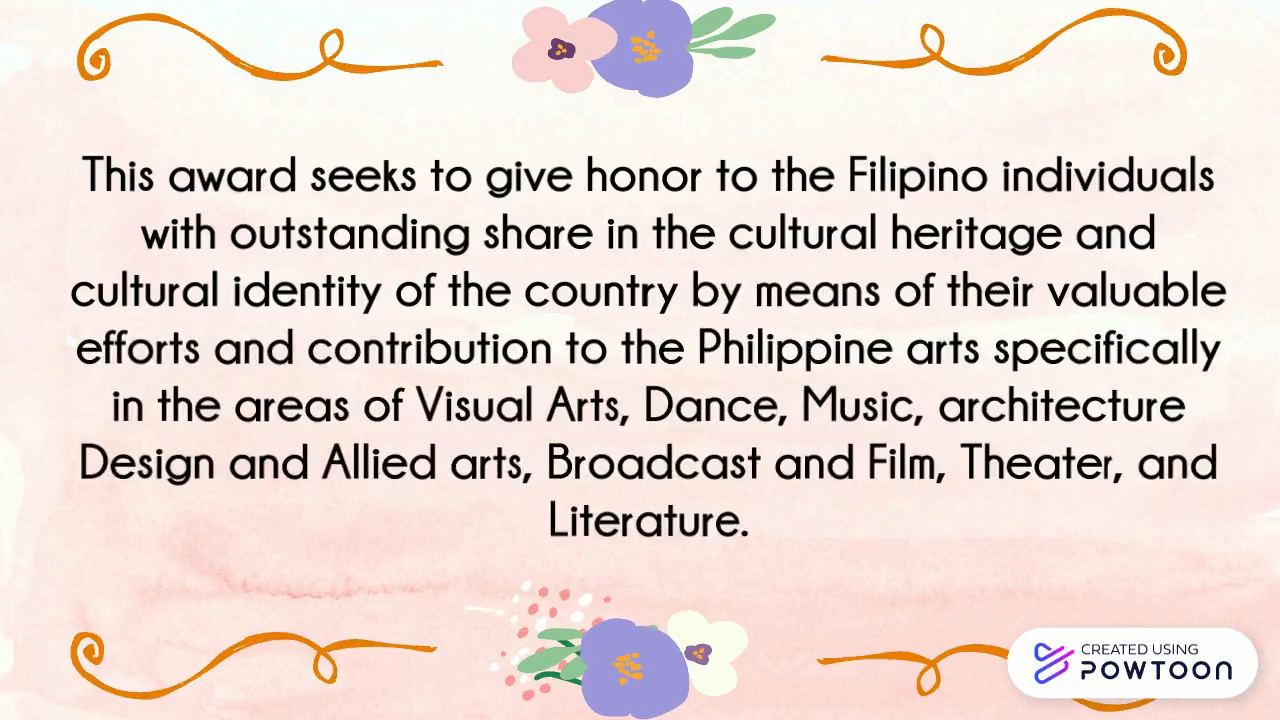 This award seeks to give honor to the Filipino individuals
with outstanding share in the cultural heritage and
cultural identity of the country by means of their valuable
efforts and contribution to the Philippine arts specifically
in the areas of Visual Arts, Dance, Music, architecture
Design and Allied arts, Broadcast and Film, Theater, and
Literature.
CREATED USING
POWTOON